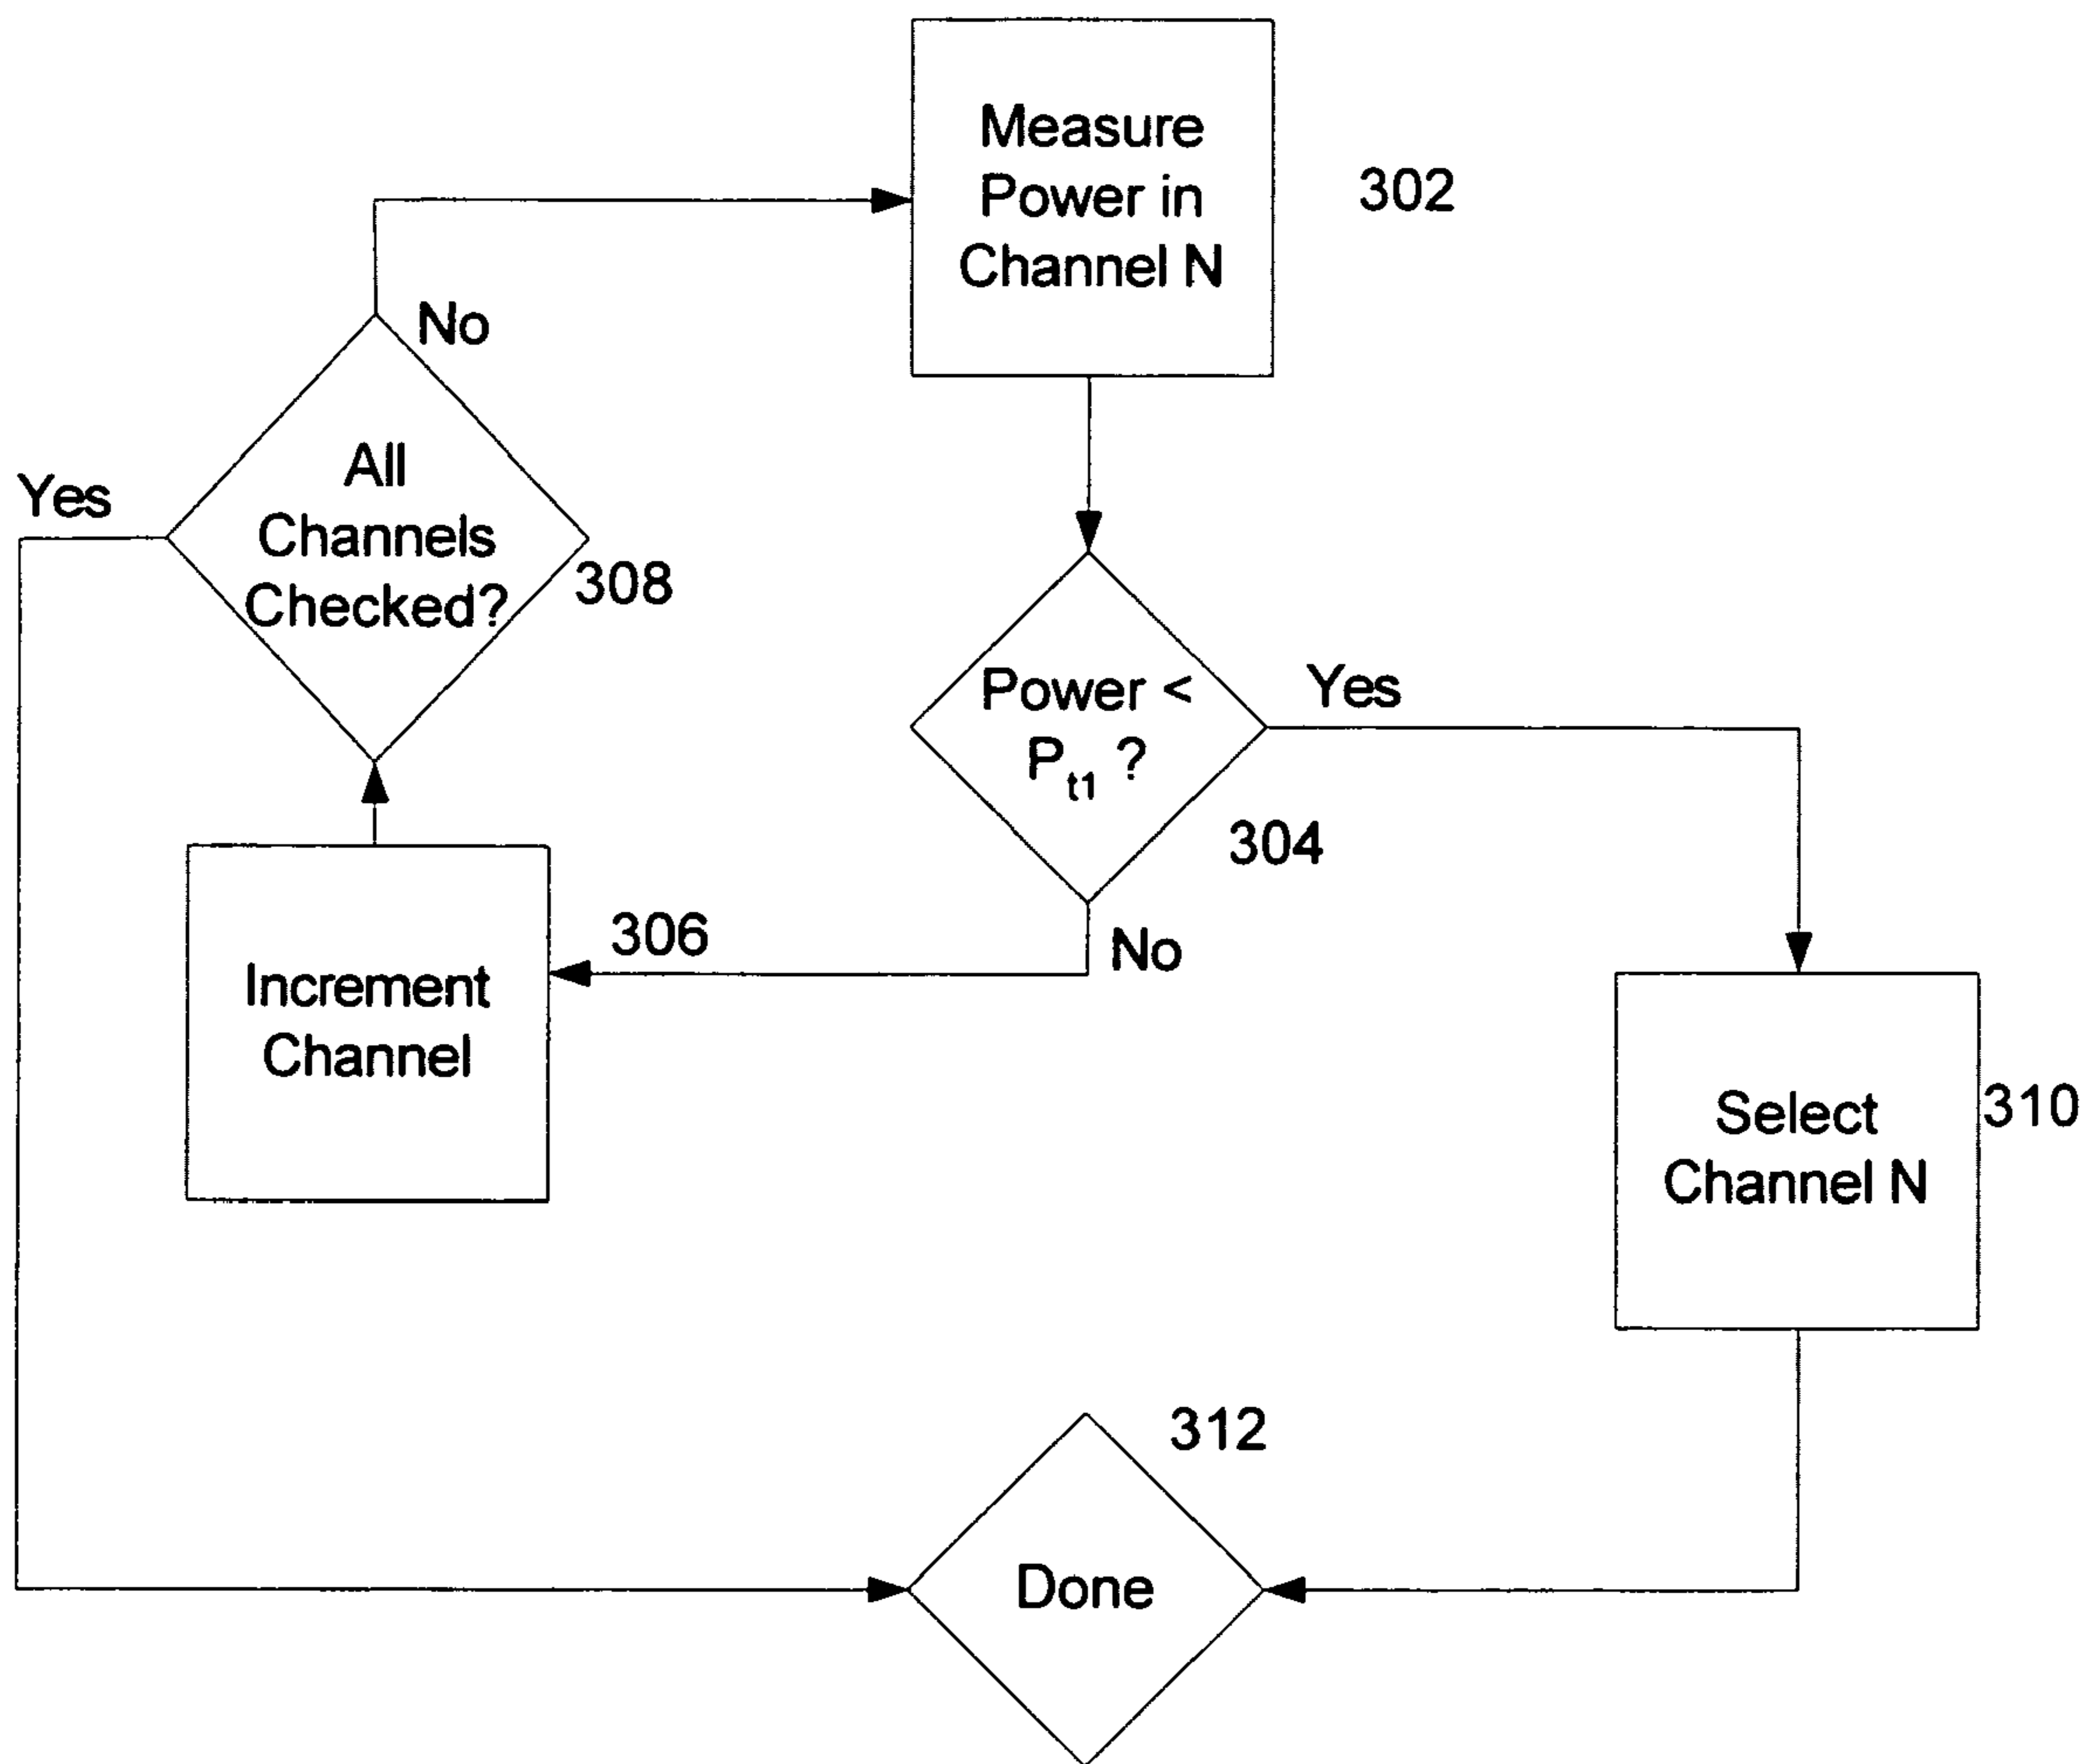 Measure
Power in
Channel N
302
No
All
Channels
Checked?
Yes
308
Power <
Pt1 ?
Yes
304
No
306
Increment
Channel
Select
Channel N
310
312
Done